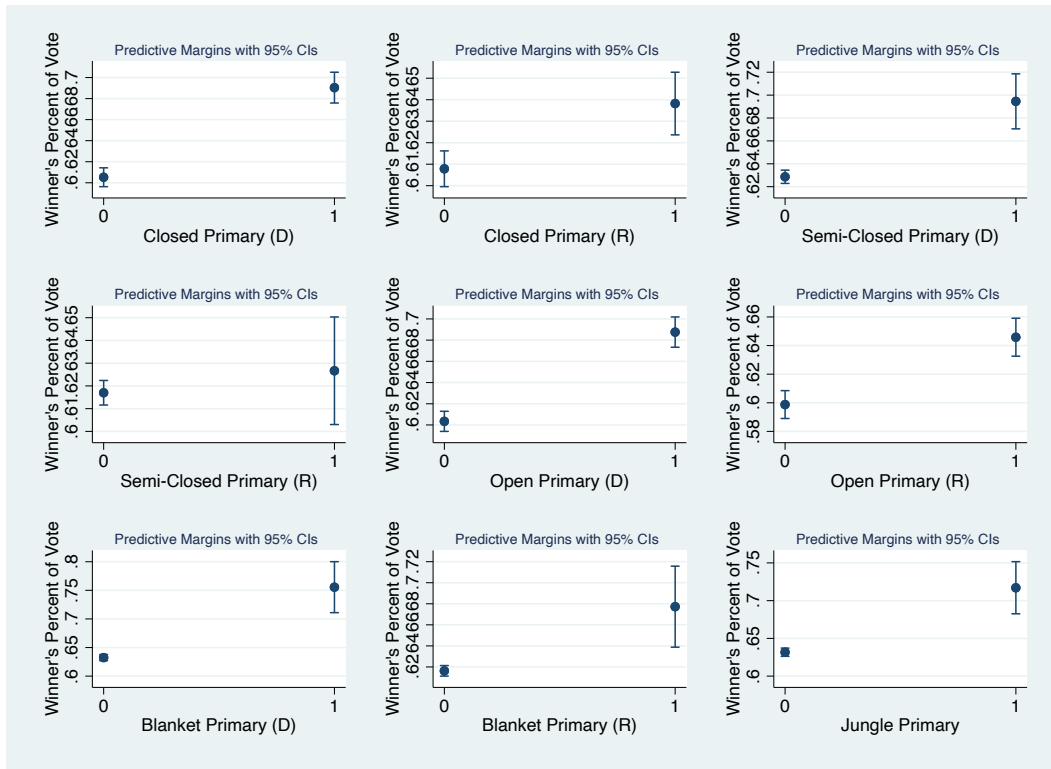 Predictive Margins with 95% CIs
Winner's Percent of Vote
.6 .62 .64 .66 .68 .7
0 1
Closed Primary (D)
Predictive Margins with 95% CIs
Winner's Percent of Vote
.6 .61 .62 .63 .64 .65
0 1
Closed Primary (R)
Predictive Margins with 95% CIs
Winner's Percent of Vote
.62 .64 .66 .68 .7 .72
0 1
Semi-Closed Primary (D)
Predictive Margins with 95% CIs
Winner's Percent of Vote
.6 .61 .62 .63 .64 .65
0 1
Semi-Closed Primary (R)
Predictive Margins with 95% CIs
Winner's Percent of Vote
.6 .62 .64 .66 .68 .7
0 1
Open Primary (D)
Predictive Margins with 95% CIs
Winner's Percent of Vote
.58 .6 .62 .64 .66
0 1
Open Primary (R)
Predictive Margins with 95% CIs
Winner's Percent of Vote
.6 .65 .7 .75 .8
0 1
Blanket Primary (D)
Predictive Margins with 95% CIs
Winner's Percent of Vote
.62 .64 .66 .68 .7 .72
0 1
Blanket Primary (R)
Predictive Margins with 95% CIs
Winner's Percent of Vote
.6 .65 .7 .75
0 1
Jungle Primary